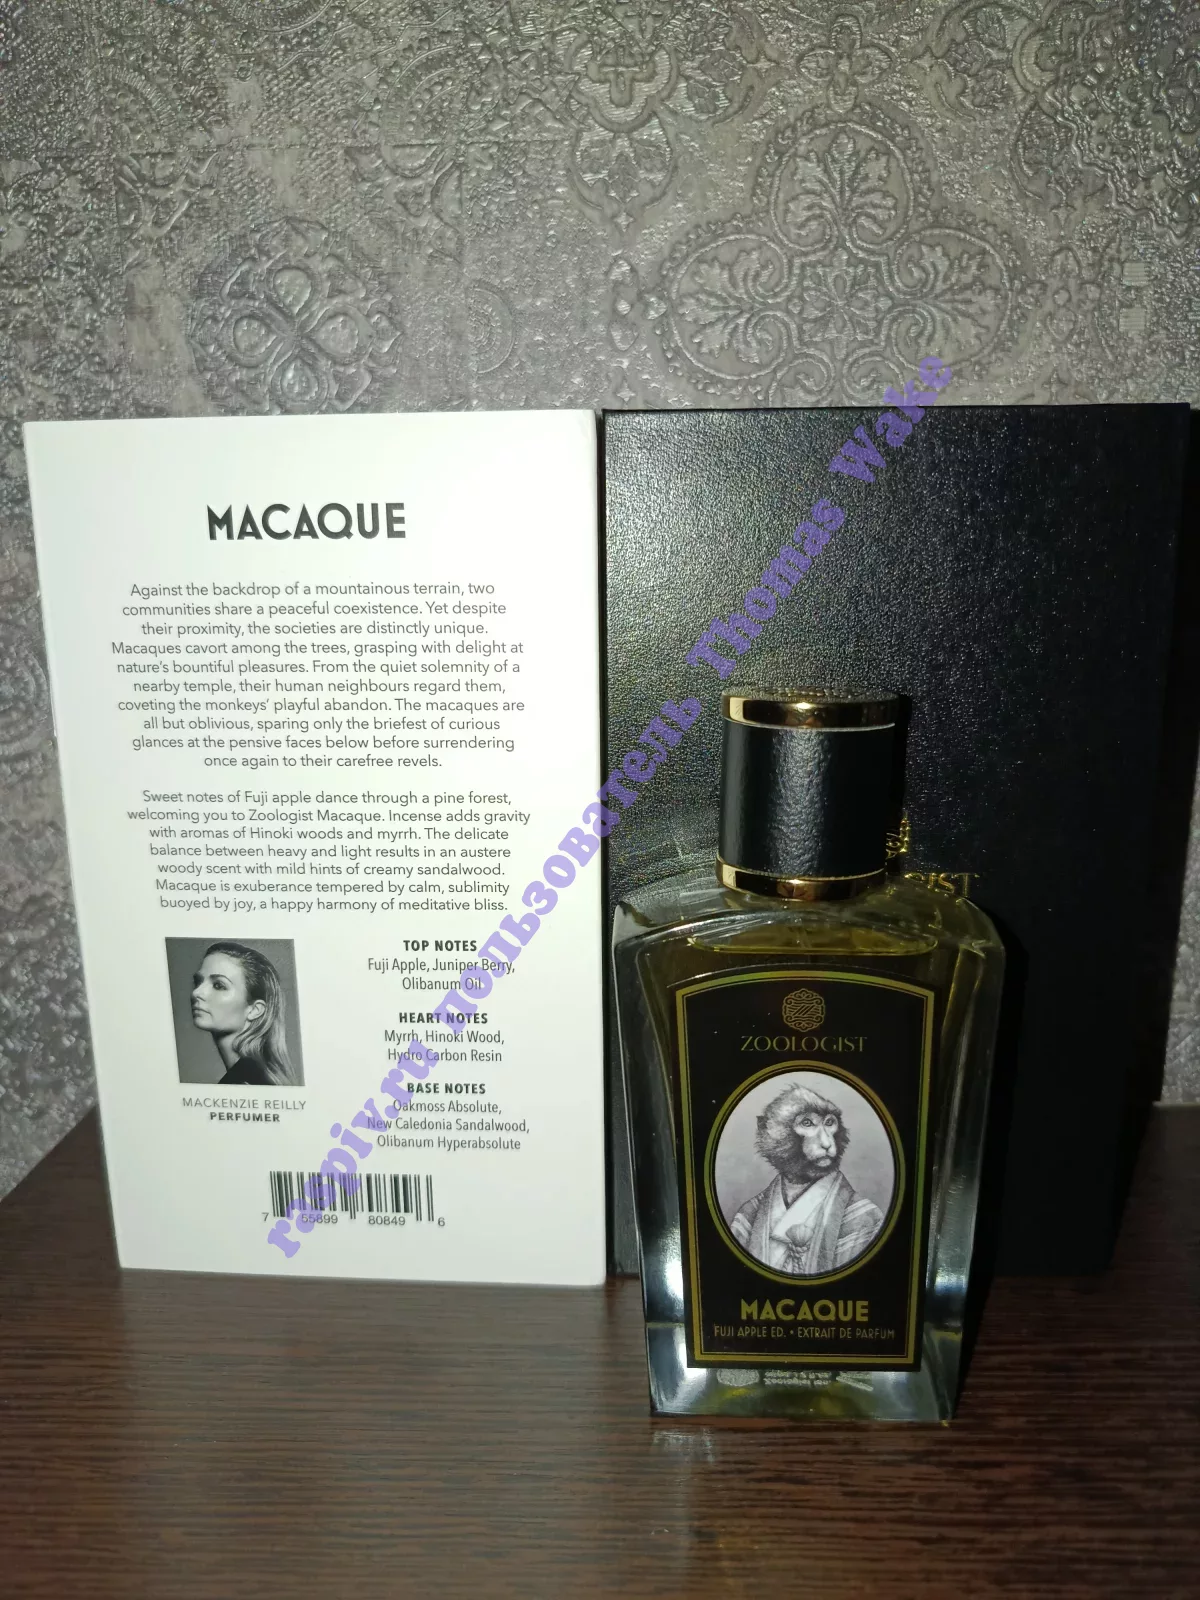 MACAQUE
Against the backdrop of a mountainous terrain, two
communities share a peaceful coexistence. Yet despite
their proximity, the societies are distinctly unique.
Macaques cavort among the trees, grasping with delight at
nature's bountiful pleasures. From the quiet solemnity of a
nearby temple, their human neighbours regard them,
coveting the monkeys' playful abandon. The macaques are
all but oblivious, sparing only the briefest of curious
glances at the pensive faces below before surrendering
once again to their carefree revels.
Sweet notes of Fuji apple dance through a pine forest,
welcoming you to Zoologist Macaque. Incense adds gravity
with aromas of Hinoki woods and myrrh. The delicate
balance between heavy and light results in an austere
woody scent with mild hints of creamy sandalwood.
Macaque is exuberance tempered by calm, sublimity
buoyed by joy, a happy harmony of meditative bliss.
MACKENZIE REILLY
PERFUMER
TOP NOTES
Fuji Apple, Juniper Berry,
Olibanum Oil
HEART NOTES
Myrrh, Hinoki Wood,
Hydro Carbon Resin
BASE NOTES
Oakmoss Absolute,
New Caledonia Sandalwood,
Olibanum Hyperabsolute
7 55899 80849 6
ZOOLOGIST
MACAQUE
FUJI APPLE ED. • EXTRAIT DE PARFUM
raspiv.ru пользователь Thomas Wake